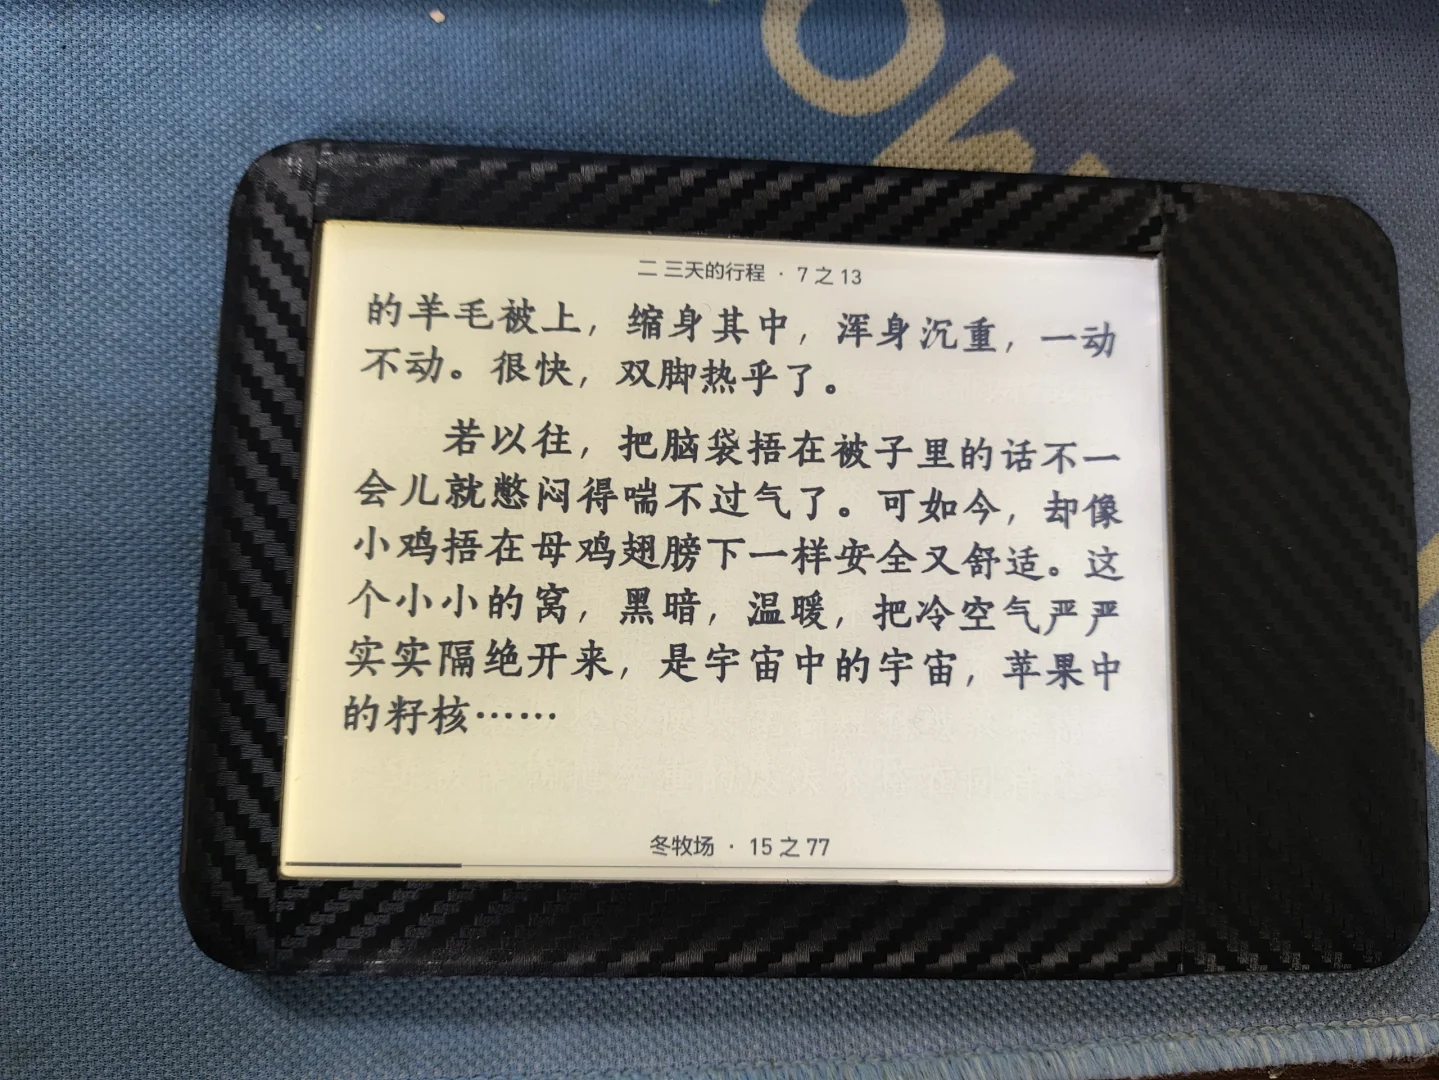 二 三天的行程 · 7 之 13
的羊毛被上，缩身其中，浑身沉重，一动
不动。很快，双脚热乎了。
若以往，把脑袋捂在被子里的话不一
会儿就憋闷得喘不过气了。可如今，却像
小鸡捂在母鸡翅膀下一样安全又舒适。这
个小小的窝，黑暗，温暖，把冷空气严严
实实隔绝开来，是宇宙中的宇宙，苹果中
的籽核……
冬牧场 · 15 之 77